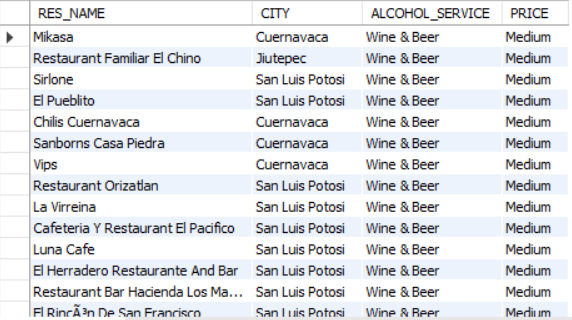 RES_NAME CITY ALCOHOL_SERVICE PRICE
Mikasa Cuernavaca Wine & Beer Medium
Restaurant Familiar El Chino Jiutepec Wine & Beer Medium
Sirlone San Luis Potosi Wine & Beer Medium
El Pueblito San Luis Potosi Wine & Beer Medium
Chilis Cuernavaca Cuernavaca Wine & Beer Medium
Sanborns Casa Piedra Cuernavaca Wine & Beer Medium
Vips Cuernavaca Wine & Beer Medium
Restaurant Orizatlan San Luis Potosi Wine & Beer Medium
La Virreina San Luis Potosi Wine & Beer Medium
Cafeteria Y Restaurant El Pacifico San Luis Potosi Wine & Beer Medium
Luna Cafe San Luis Potosi Wine & Beer Medium
El Herradero Restaurante And Bar San Luis Potosi Wine & Beer Medium
Restaurant Bar Hacienda Los Ma... San Luis Potosi Wine & Beer Medium
El RincÃ³n De San Francisco San Luis Potosi Wine & Beer Medium